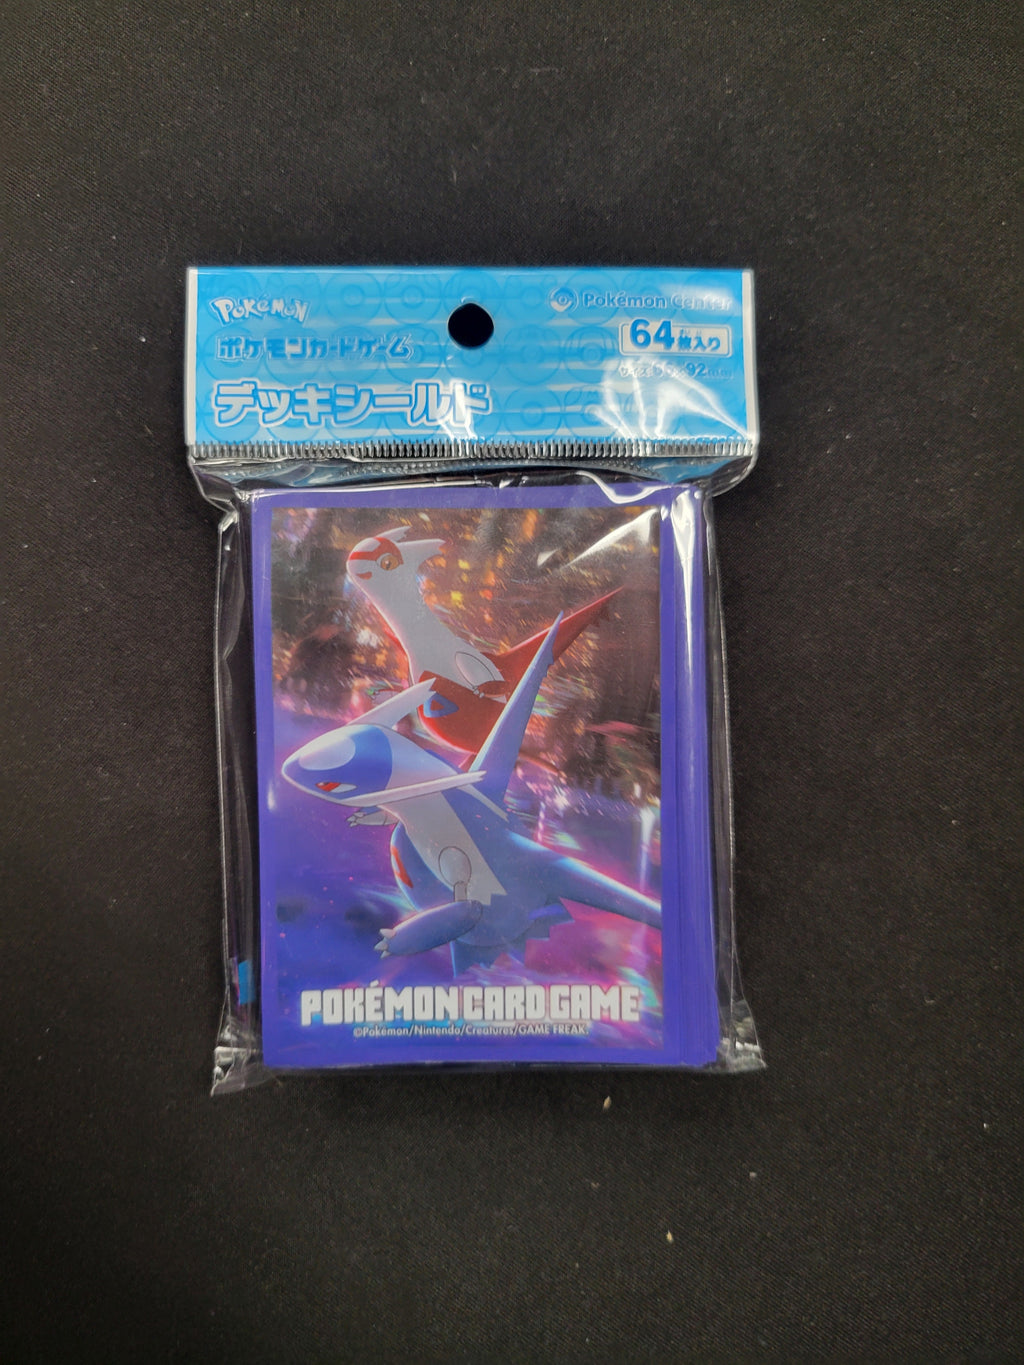 POKÉMON
Pokémon Center
ポケモンカードゲーム
64枚入り
デッキシールド
92mm
POKÉMON CARD GAME
©Pokémon/Nintendo/Creatures/GAME FREAK.